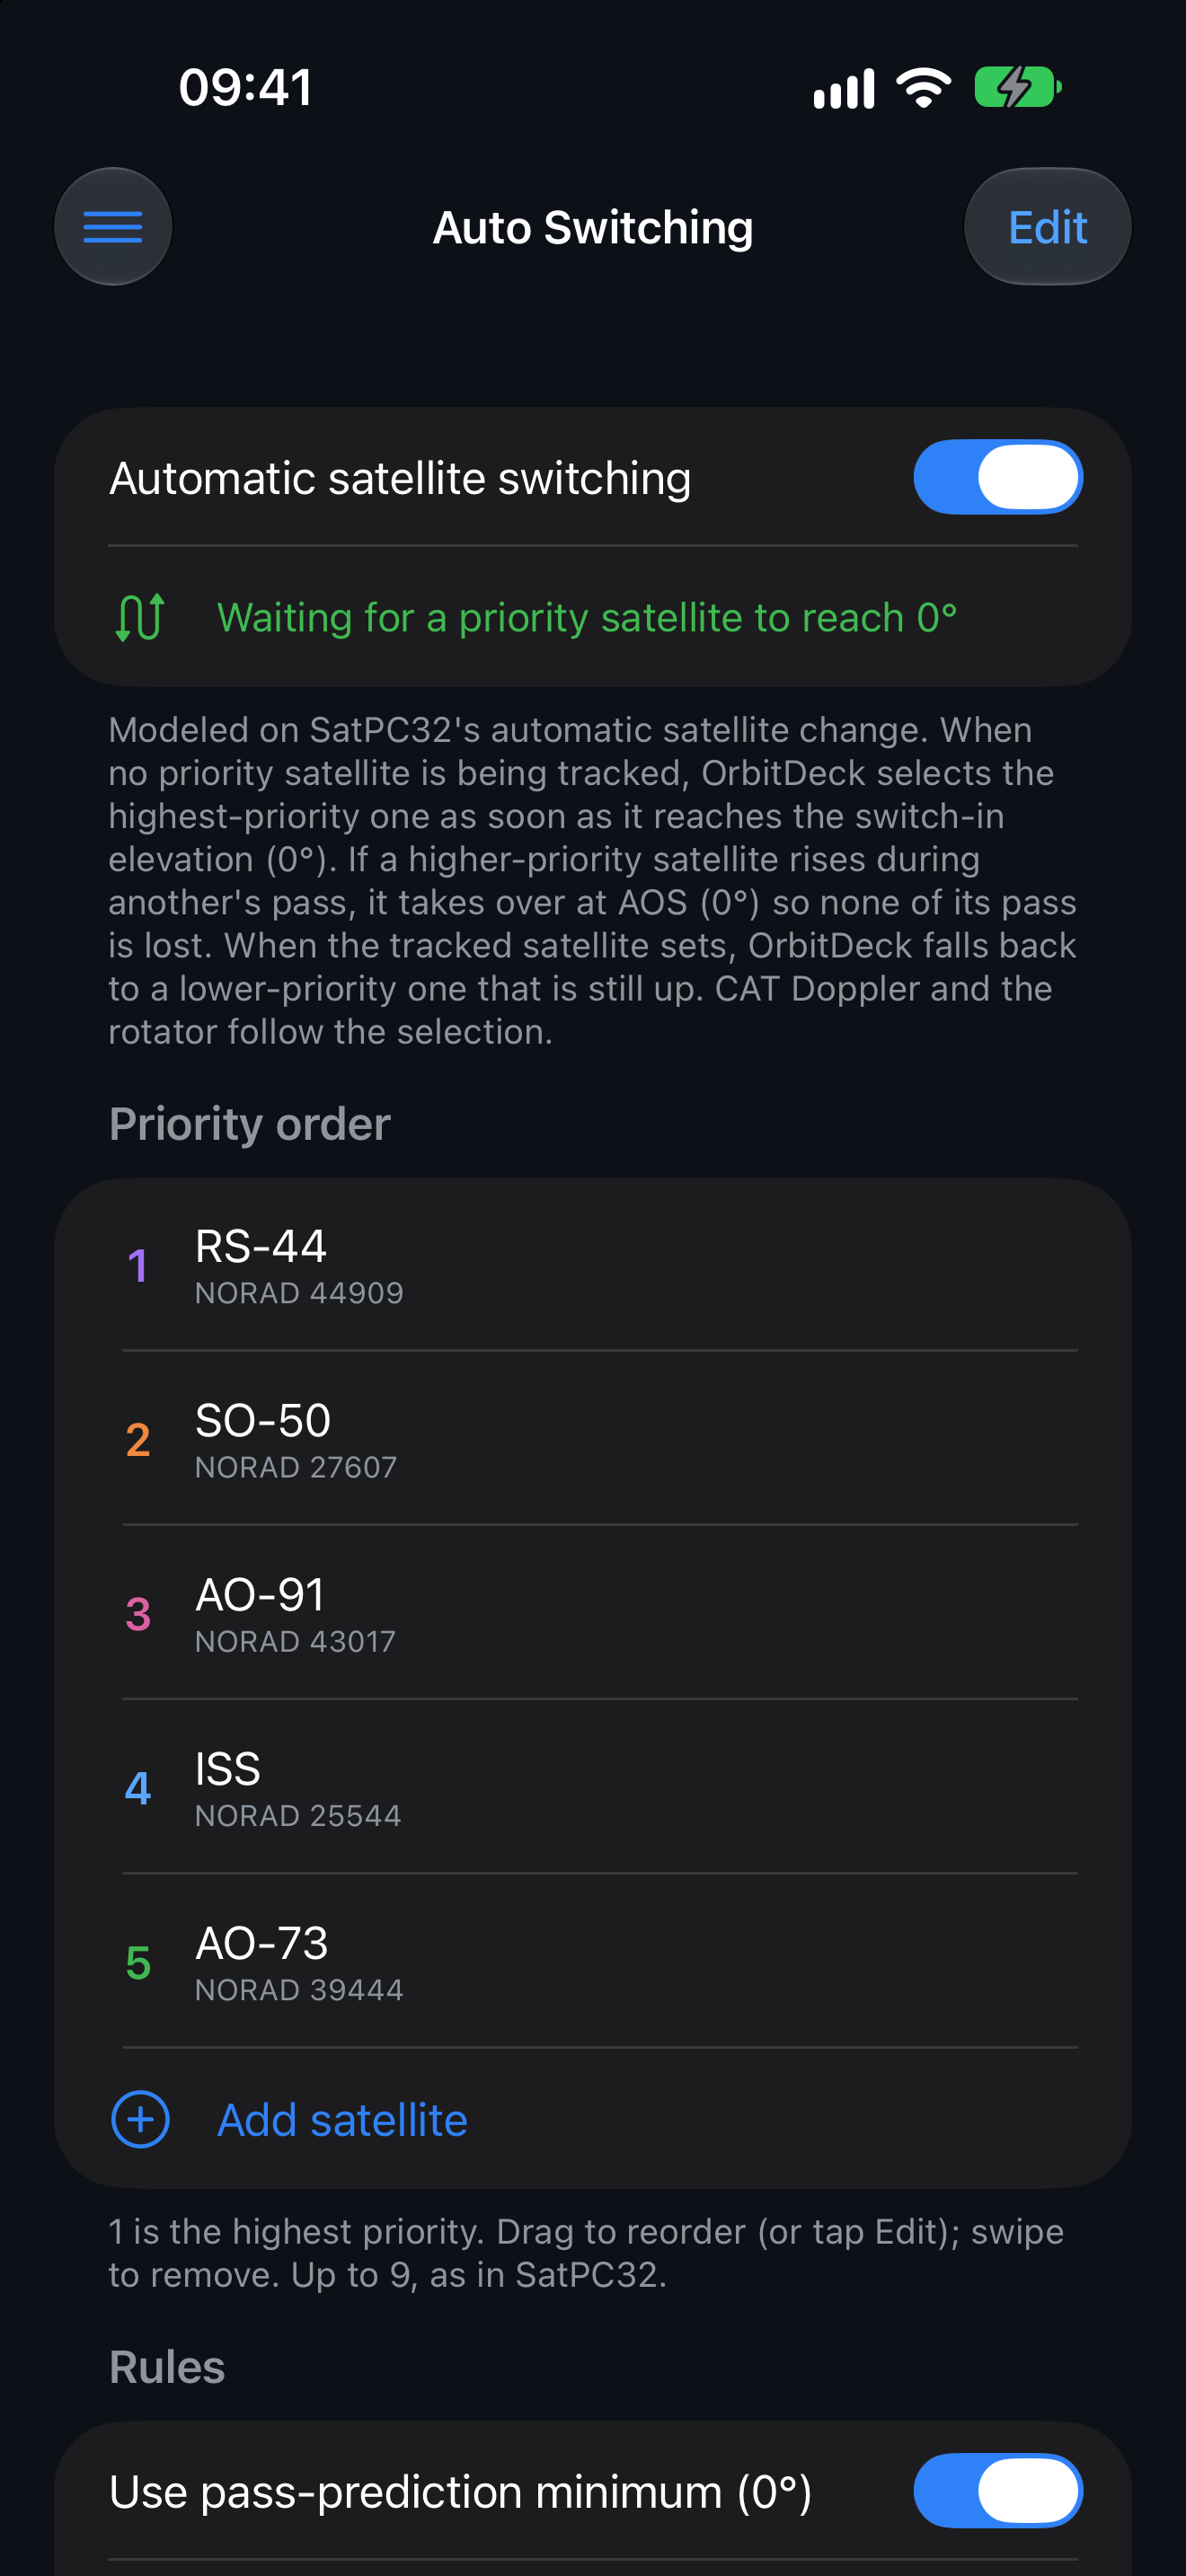 09:41
Auto Switching
Edit
Automatic satellite switching
Waiting for a priority satellite to reach 0°
Modeled on SatPC32's automatic satellite change. When
no priority satellite is being tracked, OrbitDeck selects the
highest-priority one as soon as it reaches the switch-in
elevation (0°). If a higher-priority satellite rises during
another's pass, it takes over at AOS (0°) so none of its pass
is lost. When the tracked satellite sets, OrbitDeck falls back
to a lower-priority one that is still up. CAT Doppler and the
rotator follow the selection.
Priority order
1
RS-44
NORAD 44909
2
SO-50
NORAD 27607
3
AO-91
NORAD 43017
4
ISS
NORAD 25544
5
AO-73
NORAD 39444
Add satellite
1 is the highest priority. Drag to reorder (or tap Edit); swipe
to remove. Up to 9, as in SatPC32.
Rules
Use pass-prediction minimum (0°)